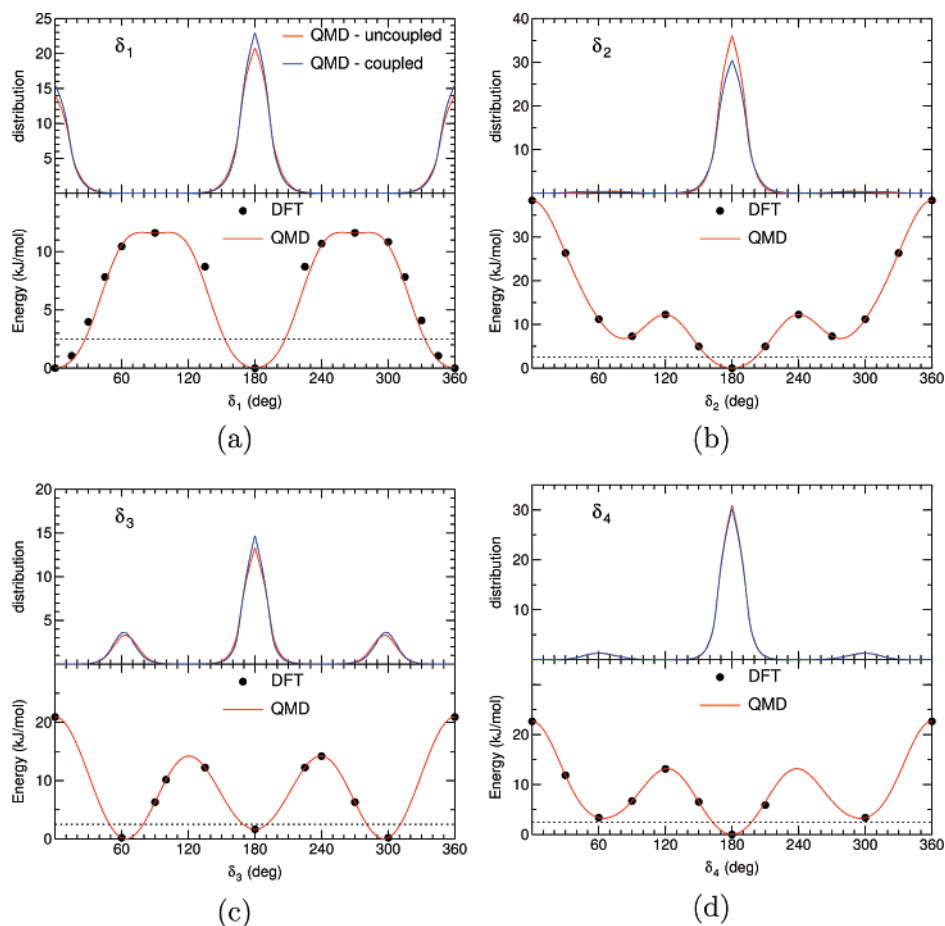 25
20
15
10
5
distribution
δ1
QMD - uncoupled
QMD - coupled
10
5
0
Energy (kJ/mol)
DFT
QMD
60 120 180 240 300 360
δ1 (deg)
(a)
40
30
20
10
0
distribution
δ2
30
20
10
0
Energy (kJ/mol)
DFT
QMD
60 120 180 240 300 360
δ2 (deg)
(b)
20
15
10
5
distribution
δ3
20
10
0
Energy (kJ/mol)
DFT
QMD
60 120 180 240 300 360
δ3 (deg)
(c)
30
20
10
0
distribution
δ4
20
10
0
Energy (kJ/mol)
DFT
QMD
60 120 180 240 300 360
δ4 (deg)
(d)